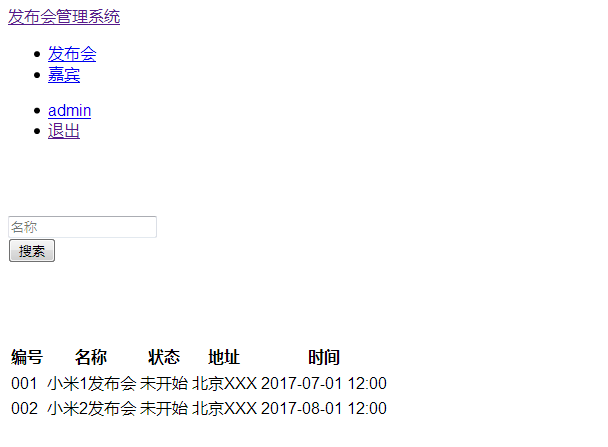 发布会管理系统
发布会
嘉宾
admin
退出
名称
搜索
编号 名称 状态 地址 时间
001 小米1发布会 未开始 北京XXX 2017-07-01 12:00
002 小米2发布会 未开始 北京XXX 2017-08-01 12:00